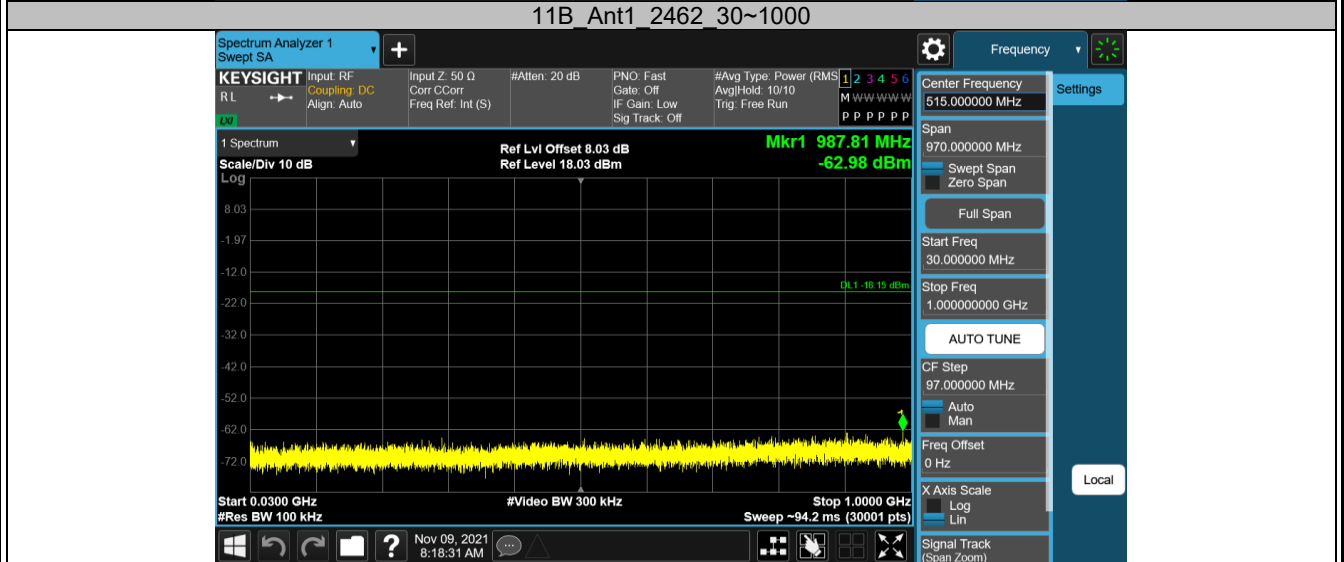 11B_Ant1_2462_30~1000
Spectrum Analyzer 1
Swept SA
+
Frequency
KEYSIGHT
RL
LXI
Input: RF
Coupling: DC
Align: Auto
Input Z: 50 Ω
Corr CCorr
Freq Ref: Int (S)
#Atten: 20 dB
PNO: Fast
Gate: Off
IF Gain: Low
Sig Track: Off
#Avg Type: Power (RMS
Avg|Hold: 10/10
Trig: Free Run
1 2 3 4 5 6
M W W W W W
P P P P P P
1 Spectrum
Scale/Div 10 dB
Ref Lvl Offset 8.03 dB
Ref Level 18.03 dBm
Mkr1 987.81 MHz
-62.98 dBm
Log
8.03
-1.97
-12.0
DL1 -18.15 dBm
-22.0
-32.0
-42.0
-52.0
-62.0
1
-72.0
Start 0.0300 GHz
#Res BW 100 kHz
#Video BW 300 kHz
Stop 1.0000 GHz
Sweep ~94.2 ms (30001 pts)
Nov 09, 2021
8:18:31 AM
Center Frequency
515.000000 MHz
Span
970.000000 MHz
Swept Span
Zero Span
Full Span
Start Freq
30.000000 MHz
Stop Freq
1.000000000 GHz
AUTO TUNE
CF Step
97.000000 MHz
Auto
Man
Freq Offset
0 Hz
X Axis Scale
Log
Lin
Signal Track
(Span Zoom)
Settings
Local